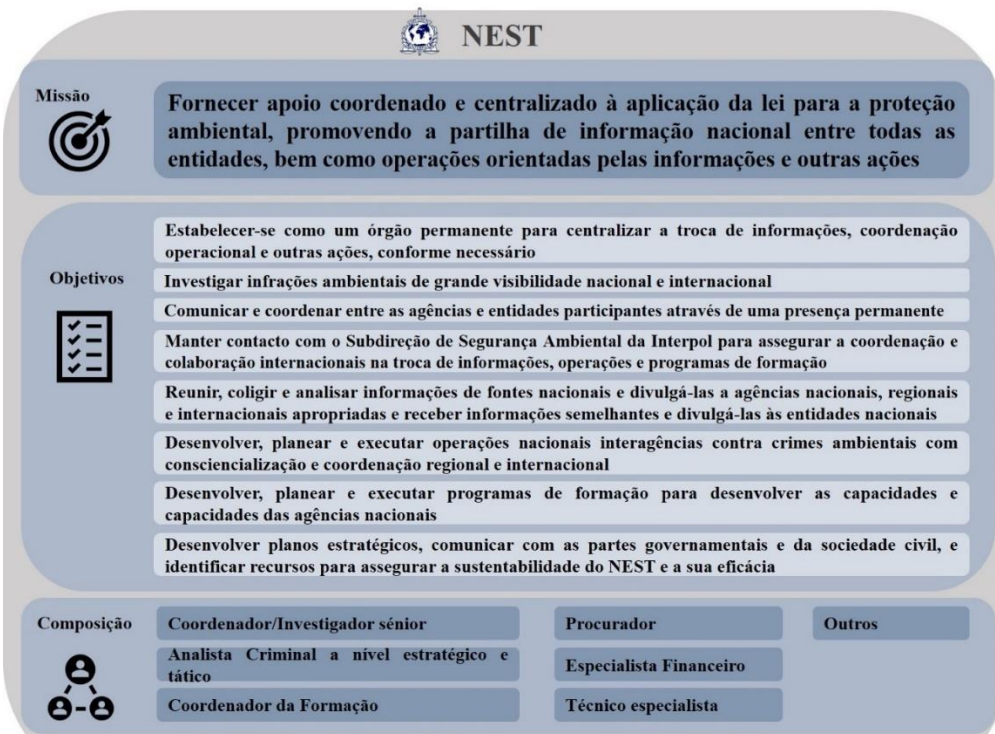 NEST
Missão
Fornecer apoio coordenado e centralizado à aplicação da lei para a proteção
ambiental, promovendo a partilha de informação nacional entre todas as
entidades, bem como operações orientadas pelas informações e outras ações
Objetivos
Estabelecer-se como um órgão permanente para centralizar a troca de informações, coordenação
operacional e outras ações, conforme necessário
Investigar infrações ambientais de grande visibilidade nacional e internacional
Comunicar e coordenar entre as agências e entidades participantes através de uma presença permanente
Manter contacto com o Subdireção de Segurança Ambiental da Interpol para assegurar a coordenação e
colaboração internacionais na troca de informações, operações e programas de formação
Reunir, coligir e analisar informações de fontes nacionais e divulgá-las a agências nacionais, regionais
e internacionais apropriadas e receber informações semelhantes e divulgá-las às entidades nacionais
Desenvolver, planear e executar operações nacionais interagências contra crimes ambientais com
consciencialização e coordenação regional e internacional
Desenvolver, planear e executar programas de formação para desenvolver as capacidades e
capacidades das agências nacionais
Desenvolver planos estratégicos, comunicar com as partes governamentais e da sociedade civil, e
identificar recursos para assegurar a sustentabilidade do NEST e a sua eficácia
Composição
Coordenador/Investigador sénior
Analista Criminal a nível estratégico e
tático
Coordenador da Formação
Procurador
Especialista Financeiro
Técnico especialista
Outros